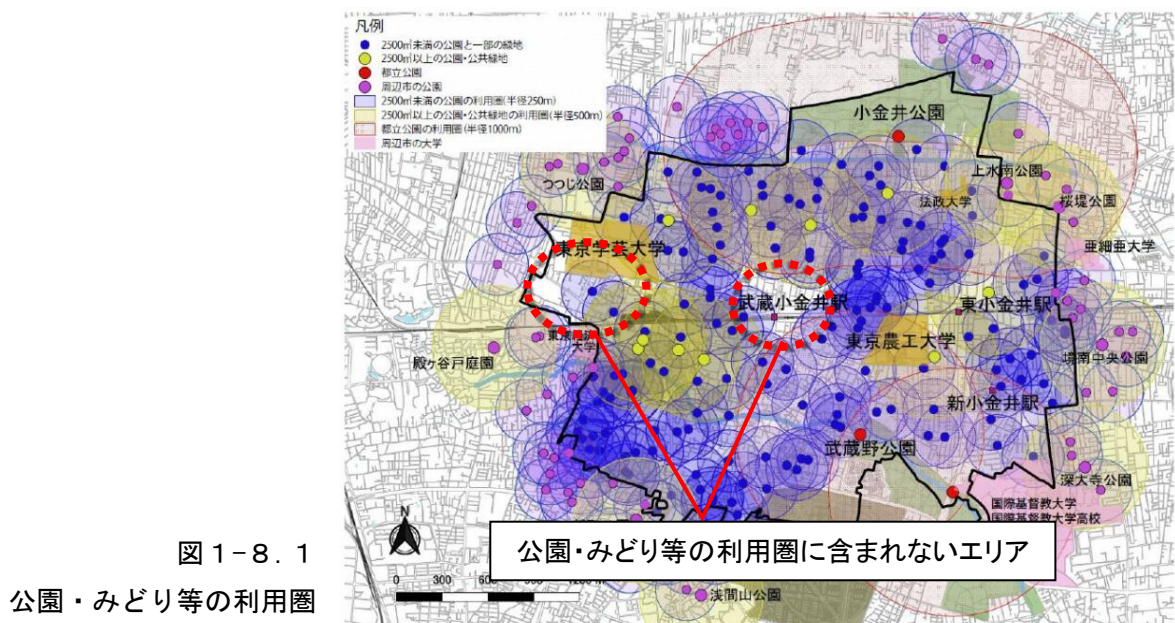 凡例
2500㎡未満の公園と一部の緑地
2500㎡以上の公園・公共緑地
都立公園
周辺市の公園
2500㎡未満の公園の利用圏(半径250m)
2500㎡以上の公園・公共緑地の利用圏(半径500m)
都立公園の利用圏(半径1000m)
周辺市の大学
小金井公園
つつじ公園
上水南公園
法政大学
桜堤公園
東京学芸大学
亜細亜大学
武蔵小金井駅
東小金井駅
東京農工大学
殿ヶ谷戸庭園
境南中央公園
新小金井駅
武蔵野公園
深大寺公園
国際基督教大学
国際基督教大学高校
公園・みどり等の利用圏に含まれないエリア
N
0 300 600 900 1200 m
浅間山公園
図1-8.1
公園・みどり等の利用圏